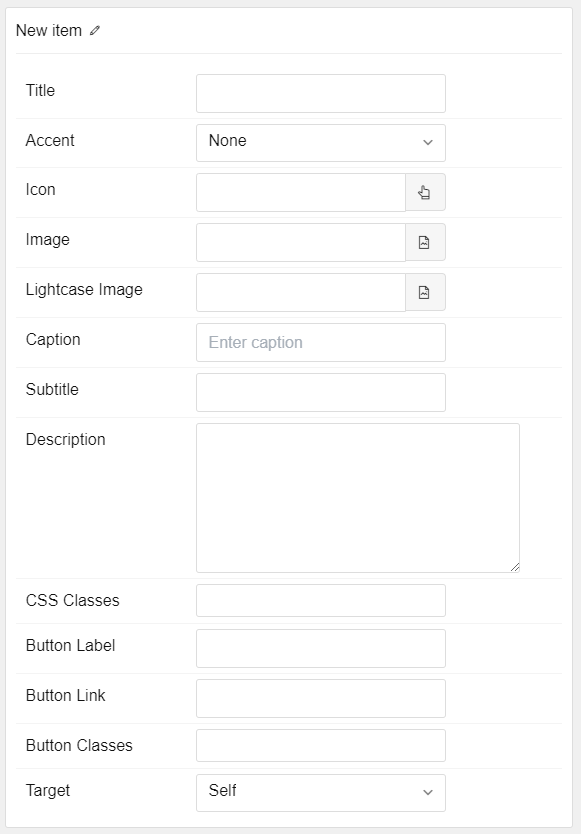 New item
Title
Accent
None
Icon
Image
Lightcase Image
Caption
Enter caption
Subtitle
Description
CSS Classes
Button Label
Button Link
Button Classes
Target
Self